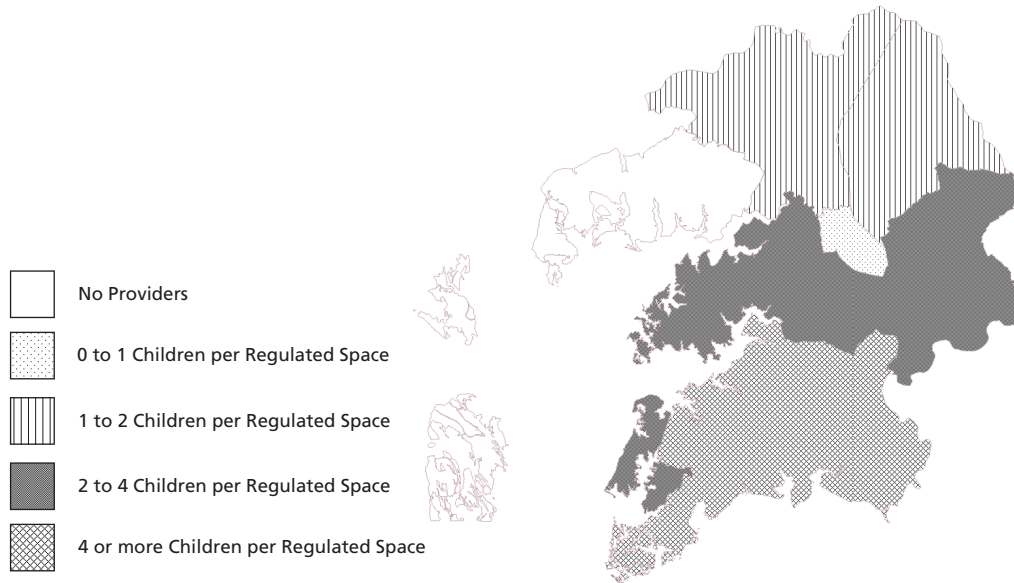 No Providers
0 to 1 Children per Regulated Space
1 to 2 Children per Regulated Space
2 to 4 Children per Regulated Space
4 or more Children per Regulated Space